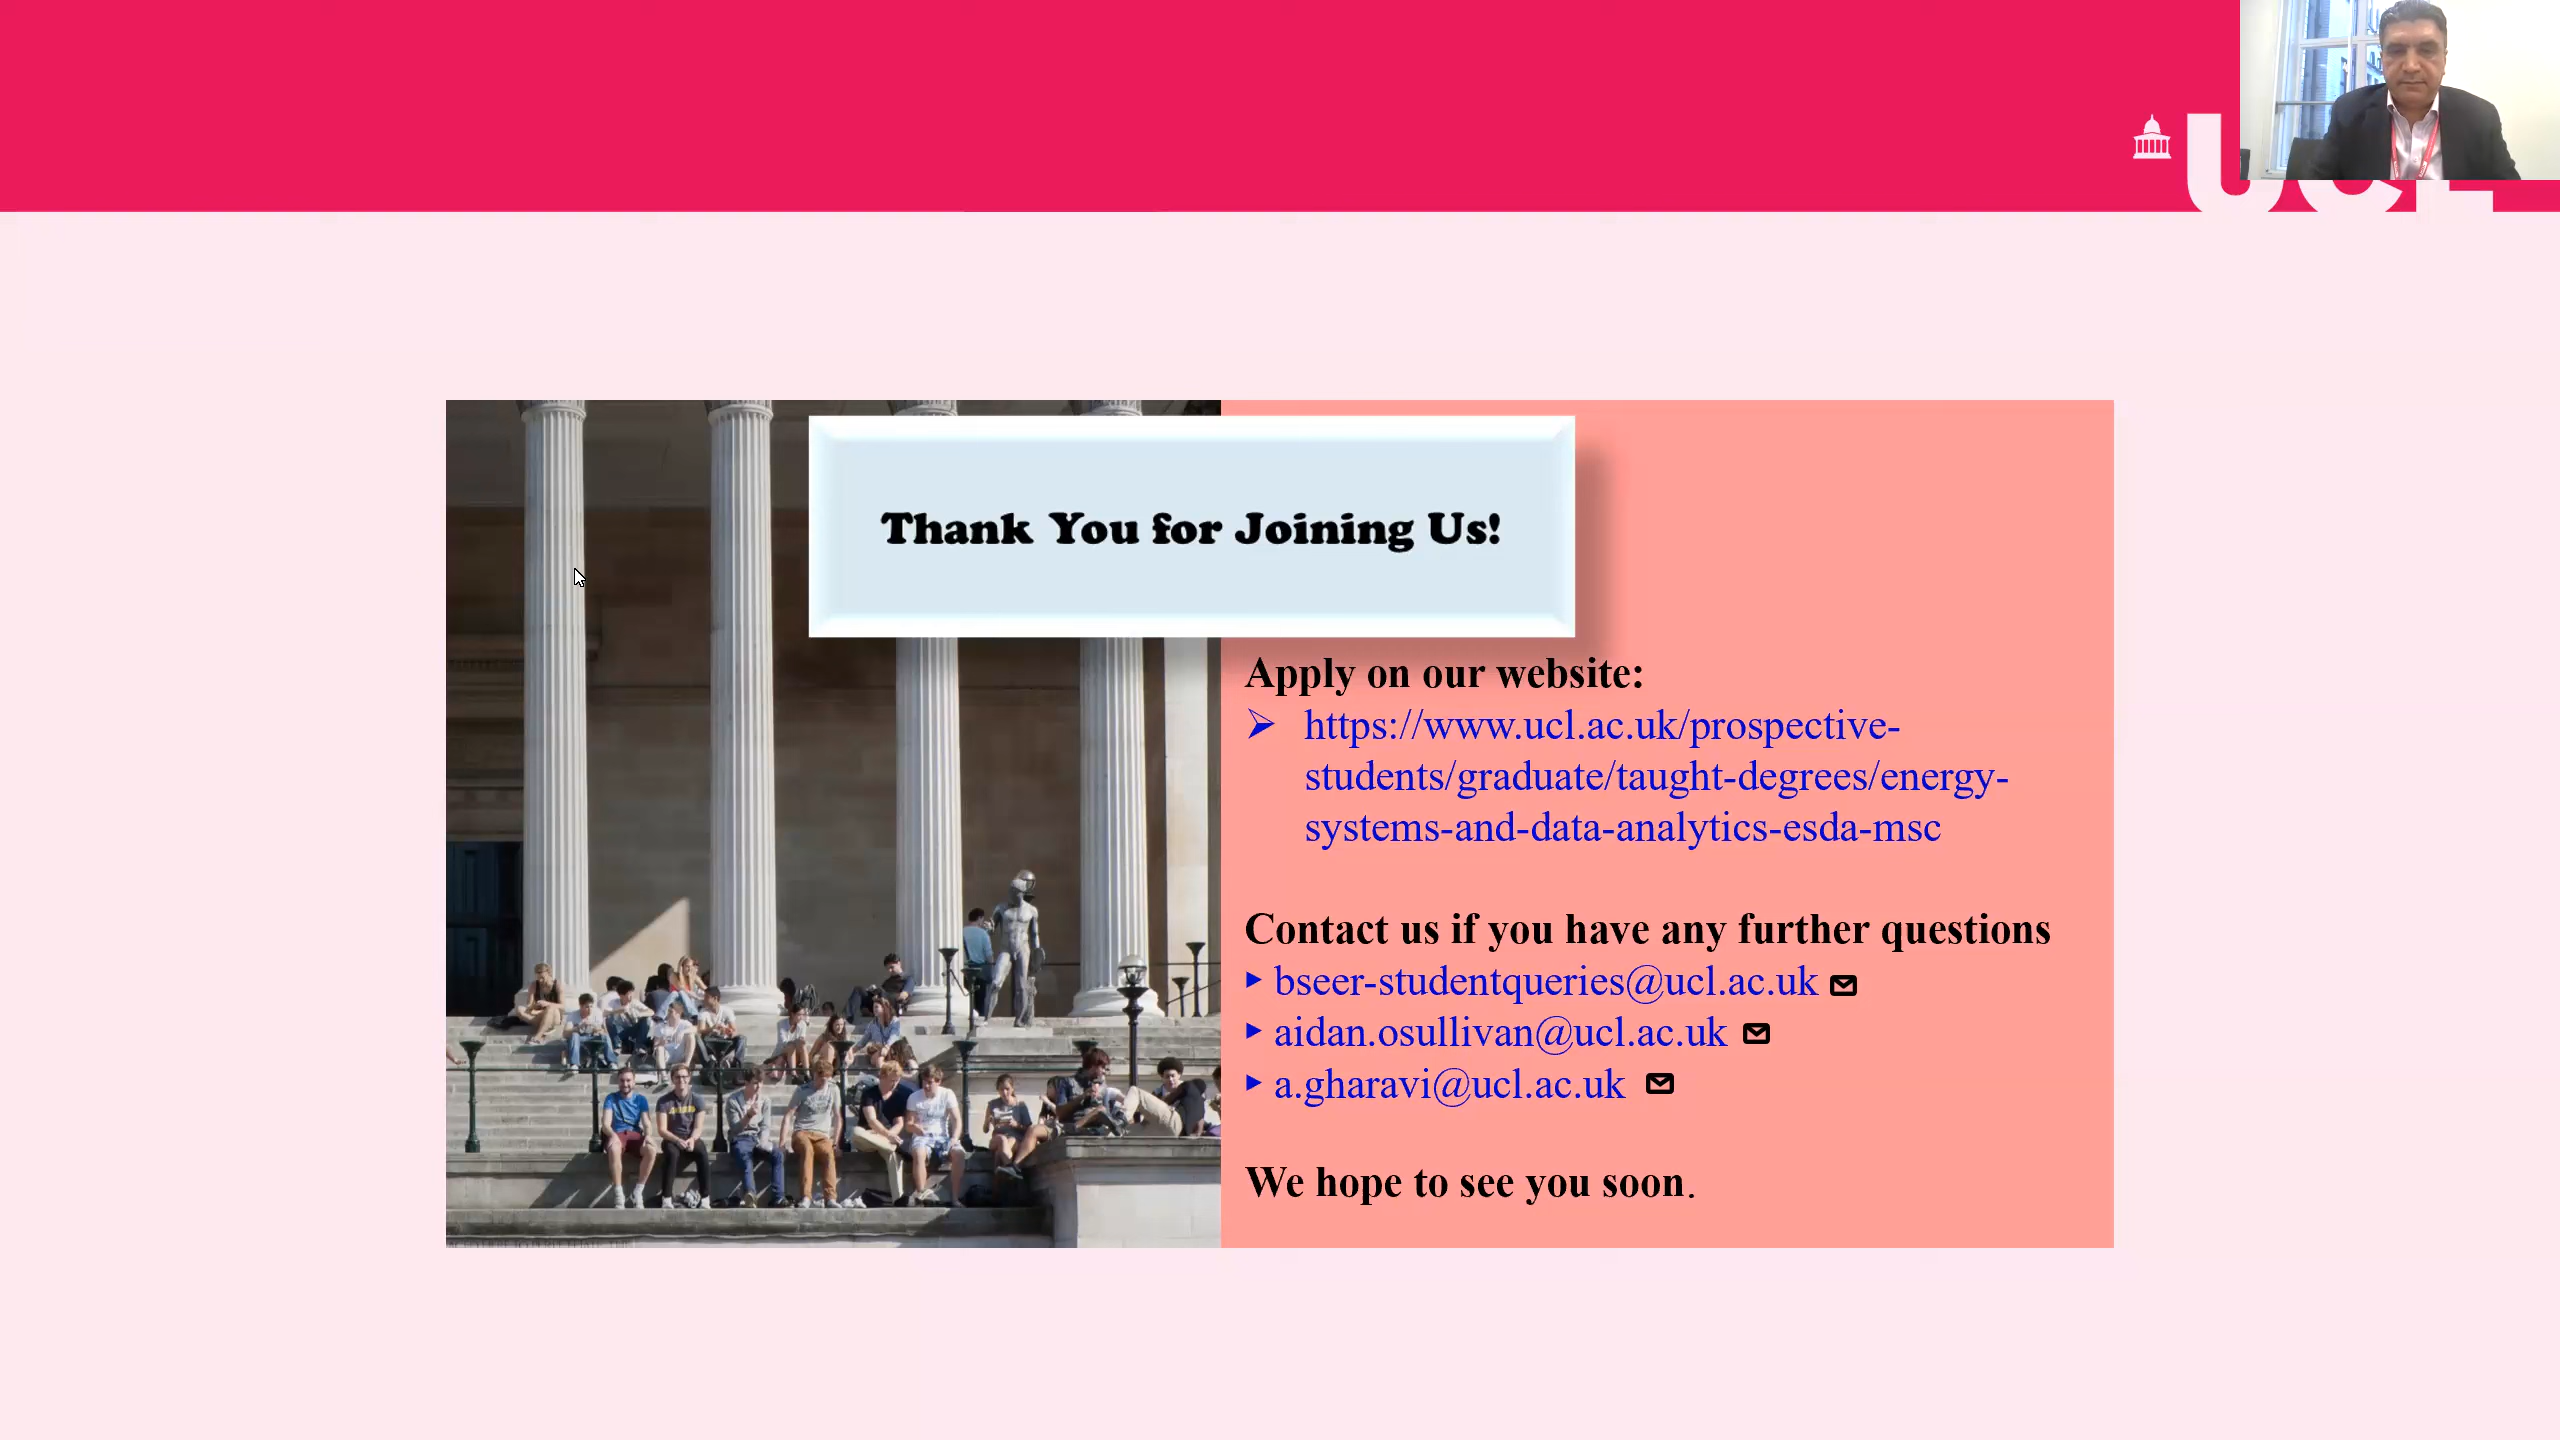 UCL
Thank You for Joining Us!
Apply on our website:
➢ https://www.ucl.ac.uk/prospective-
students/graduate/taught-degrees/energy-
systems-and-data-analytics-esda-msc
Contact us if you have any further questions
‣ bseer-studentqueries@ucl.ac.uk
‣ aidan.osullivan@ucl.ac.uk
‣ a.gharavi@ucl.ac.uk
We hope to see you soon.